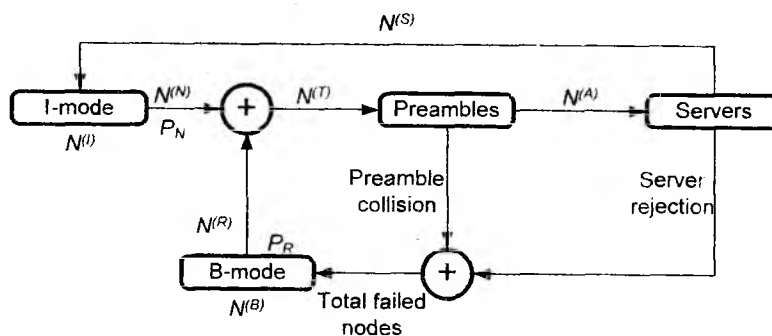 N(S)
I-mode
N(N)
+
N(T)
Preambles
N(A)
Servers
N(I)
PN
Preamble
collision
Server
rejection
N(R)
PR
B-mode
+
N(B)
Total failed
nodes